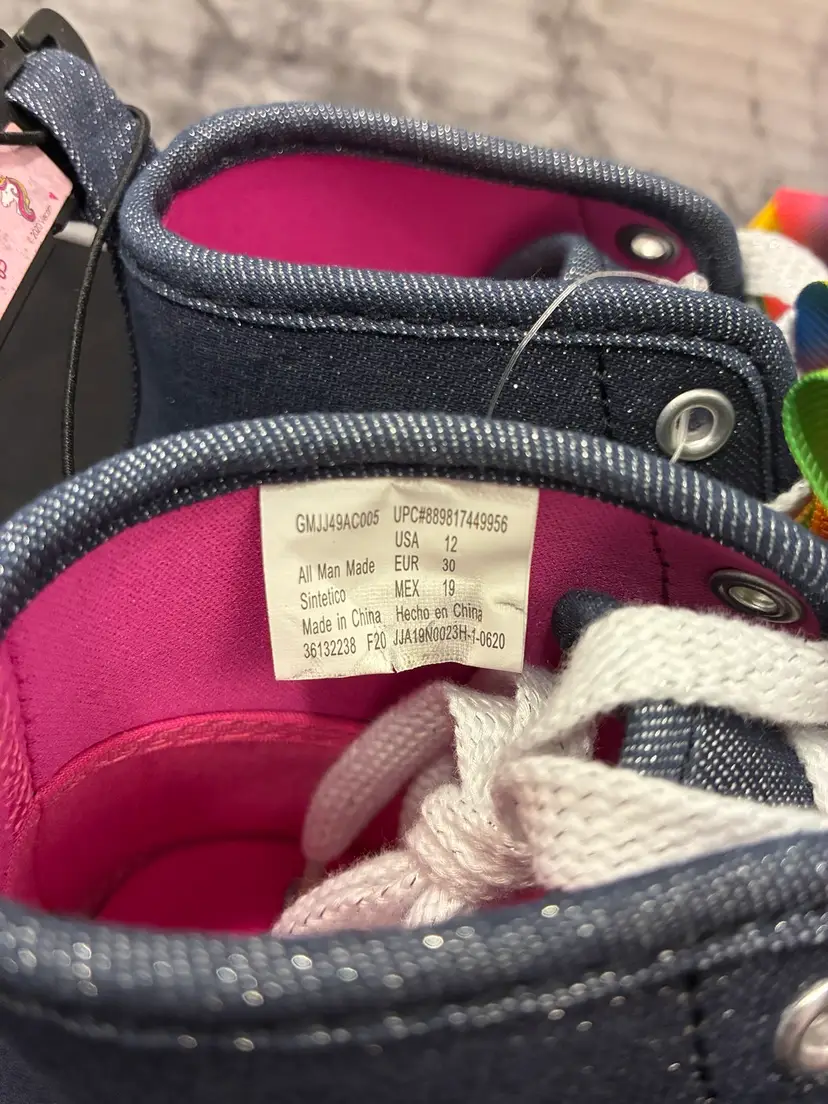 GMJJ49AC005 UPC#889817449956
USA 12
All Man Made EUR 30
Sintetico MEX 19
Made in China Hecho en China
36132238 F20 JJA19N0023H-1-0620